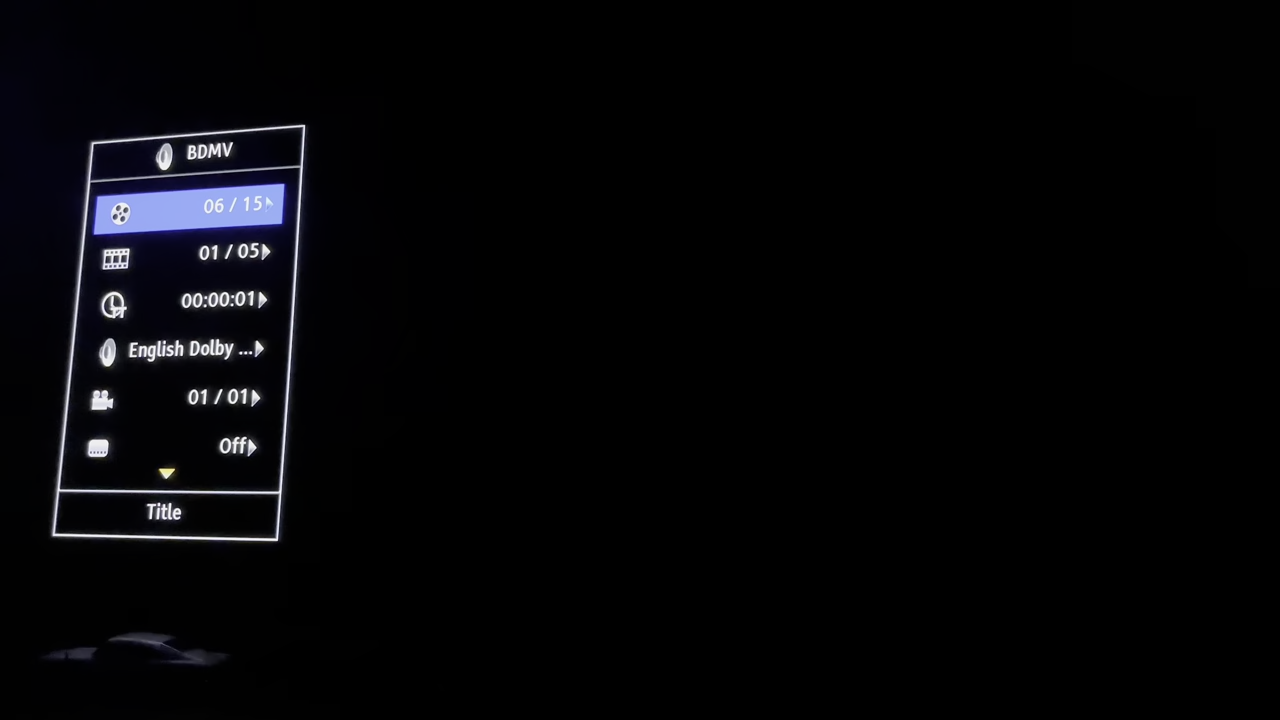 BDMV
06 / 15
01 / 05
00:00:01
English Dolby ...
01 / 01
Off
Title